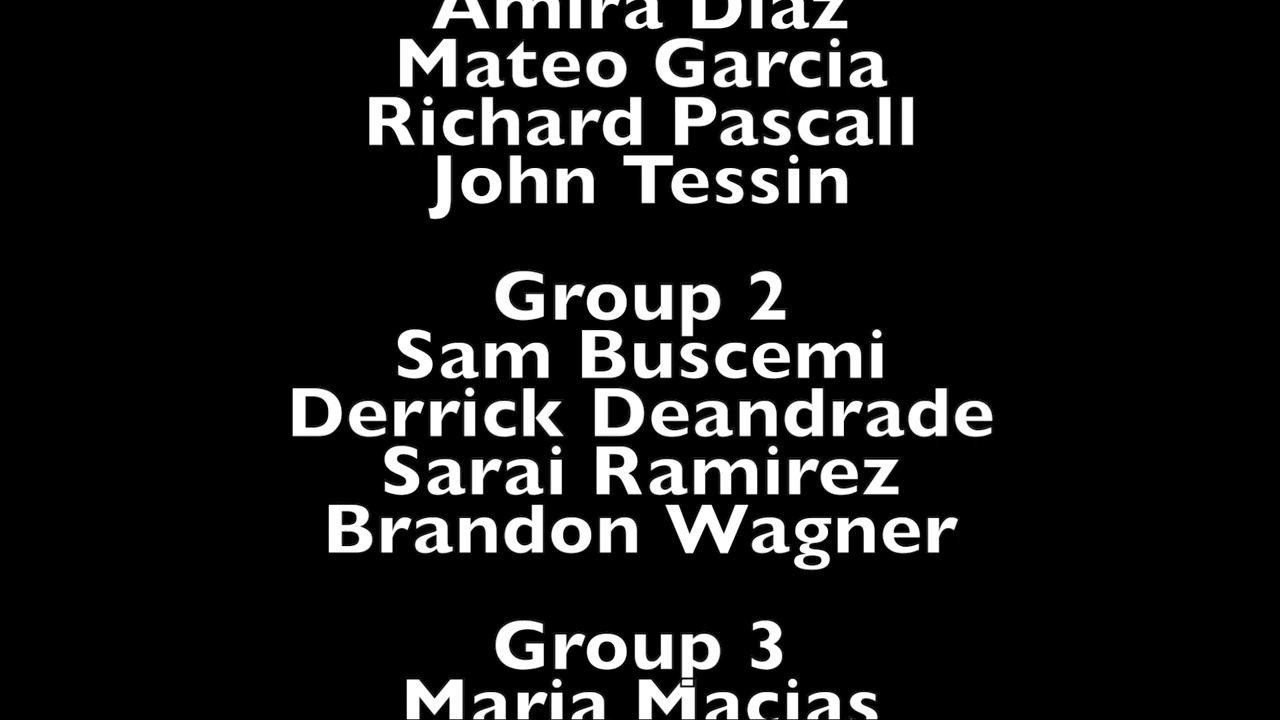 Amira Diaz
Mateo Garcia
Richard Pascall
John Tessin
Group 2
Sam Buscemi
Derrick Deandrade
Sarai Ramirez
Brandon Wagner
Group 3
Maria Macias